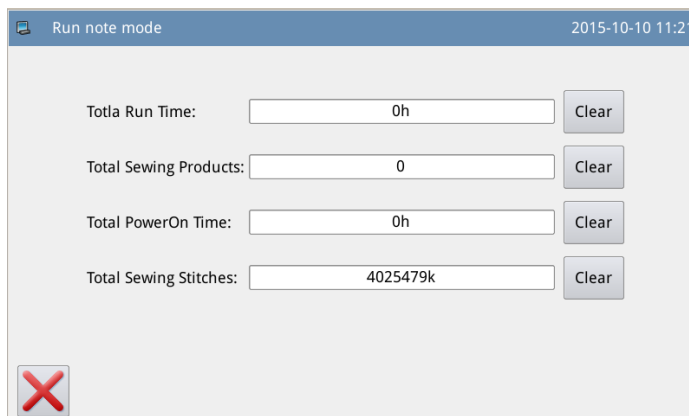 Run note mode 2015-10-10 11:21
Totla Run Time: 0h Clear
Total Sewing Products: 0 Clear
Total PowerOn Time: 0h Clear
Total Sewing Stitches: 4025479k Clear